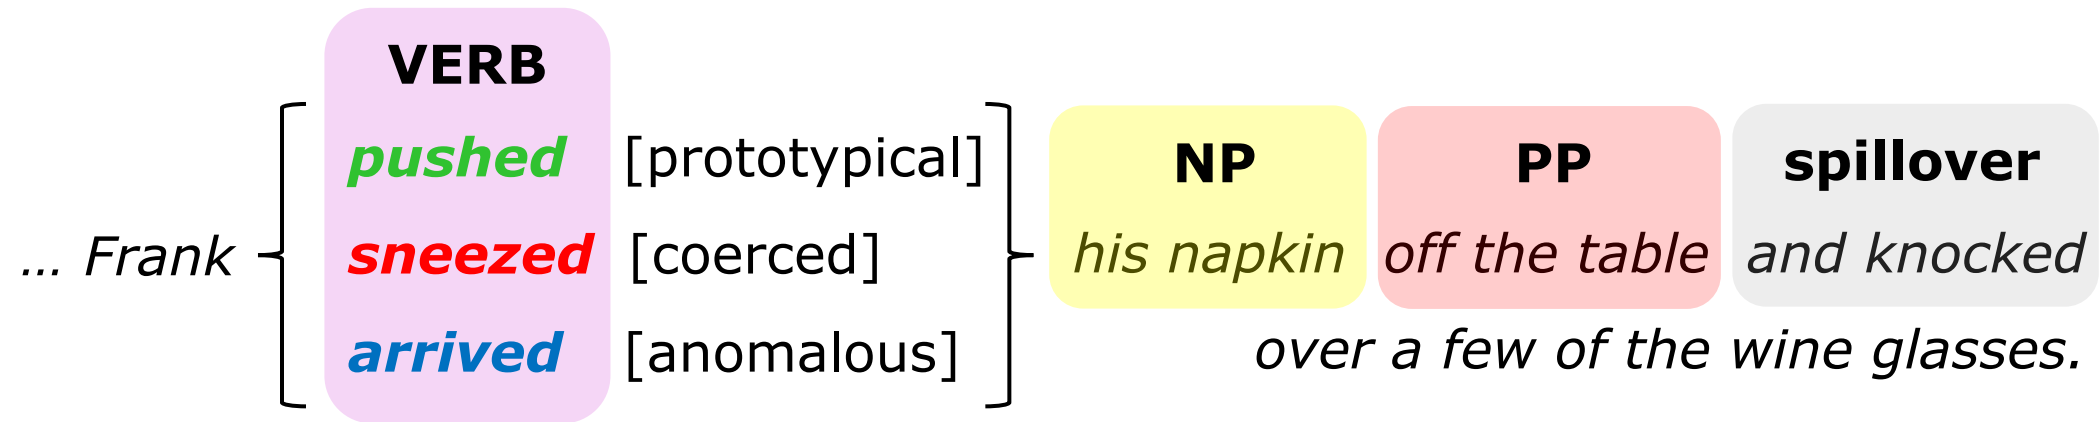 VERB
pushed [prototypical] NP PP spillover
... Frank sneezed [coerced] his napkin off the table and knocked
arrived [anomalous] over a few of the wine glasses.